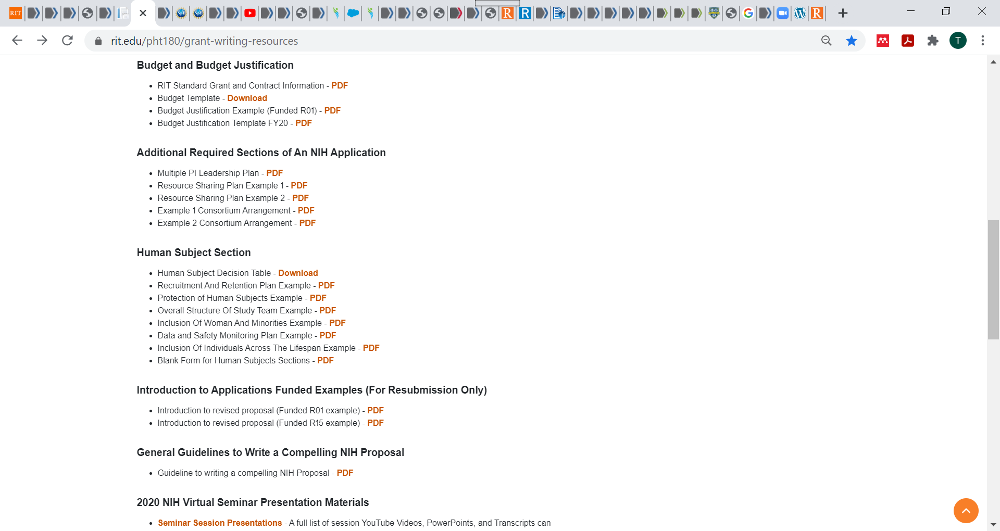 RIT
rit.edu/pht180/grant-writing-resources
T
Budget and Budget Justification
• RIT Standard Grant and Contract Information - PDF
• Budget Template - Download
• Budget Justification Example (Funded R01) - PDF
• Budget Justification Template FY20 - PDF
Additional Required Sections of An NIH Application
• Multiple PI Leadership Plan - PDF
• Resource Sharing Plan Example 1 - PDF
• Resource Sharing Plan Example 2 - PDF
• Example 1 Consortium Arrangement - PDF
• Example 2 Consortium Arrangement - PDF
Human Subject Section
• Human Subject Decision Table - Download
• Recruitment And Retention Plan Example - PDF
• Protection of Human Subjects Example - PDF
• Overall Structure Of Study Team Example - PDF
• Inclusion Of Woman And Minorities Example - PDF
• Data and Safety Monitoring Plan Example - PDF
• Inclusion Of Individuals Across The Lifespan Example - PDF
• Blank Form for Human Subjects Sections - PDF
Introduction to Applications Funded Examples (For Resubmission Only)
• Introduction to revised proposal (Funded R01 example) - PDF
• Introduction to revised proposal (Funded R15 example) - PDF
General Guidelines to Write a Compelling NIH Proposal
• Guideline to writing a compelling NIH Proposal - PDF
2020 NIH Virtual Seminar Presentation Materials
• Seminar Session Presentations - A full list of session YouTube Videos, PowerPoints, and Transcripts can